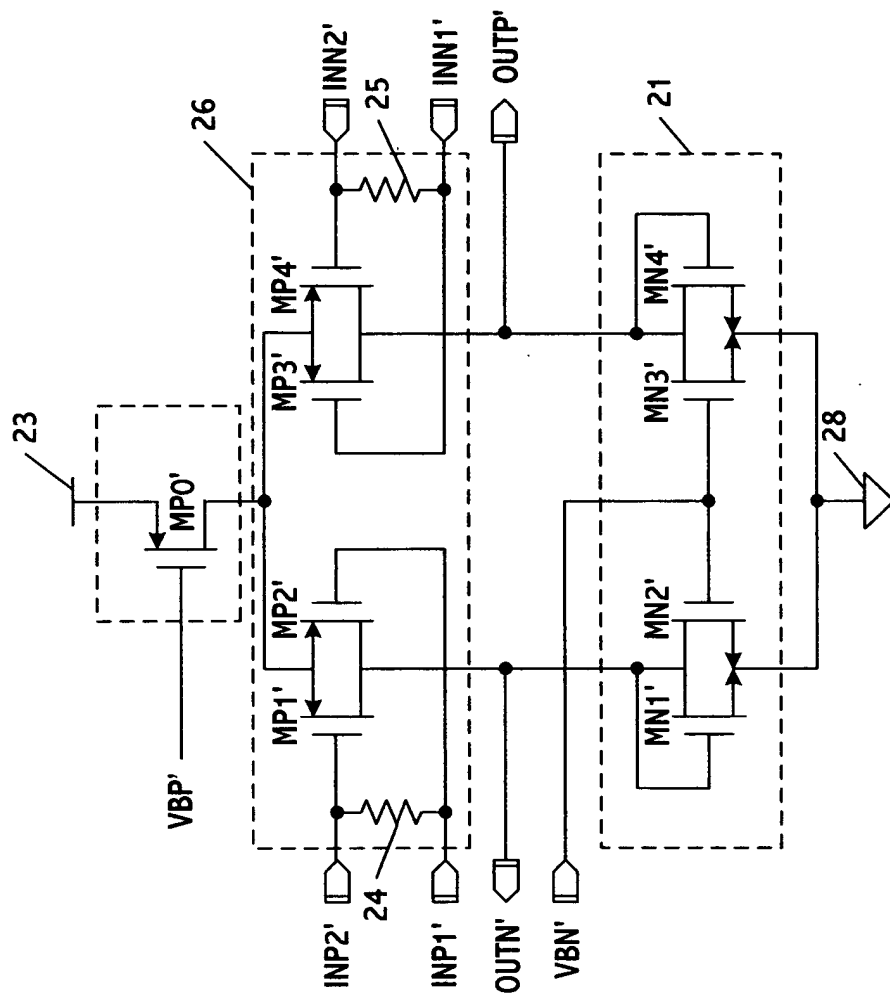 23
MP0'
VBP'
26
MP1'
MP2'
MP3'
MP4'
INP2'
INN2'
24
25
INP1'
INN1'
OUTN'
OUTP'
VBN'
21
MN1'
MN2'
MN3'
MN4'
28